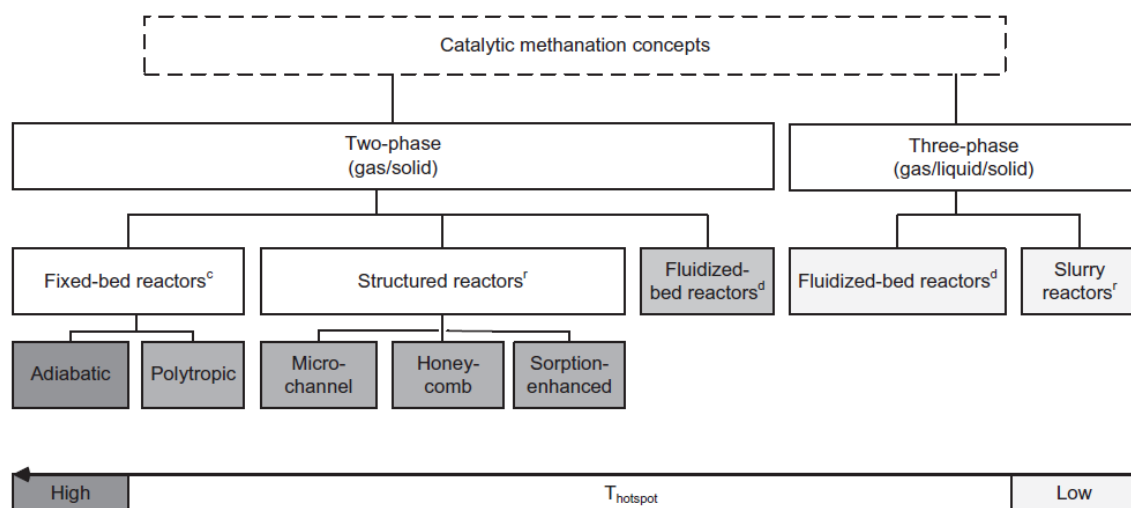 Catalytic methanation concepts
Two-phase
(gas/solid)
Three-phase
(gas/liquid/solid)
Fixed-bed reactorsᶜ
Structured reactorsʳ
Fluidized-
bed reactorsᵈ
Fluidized-bed reactorsᵈ
Slurry
reactorsʳ
Adiabatic
Polytropic
Micro-
channel
Honey-
comb
Sorption-
enhanced
High
T_hotspot
Low